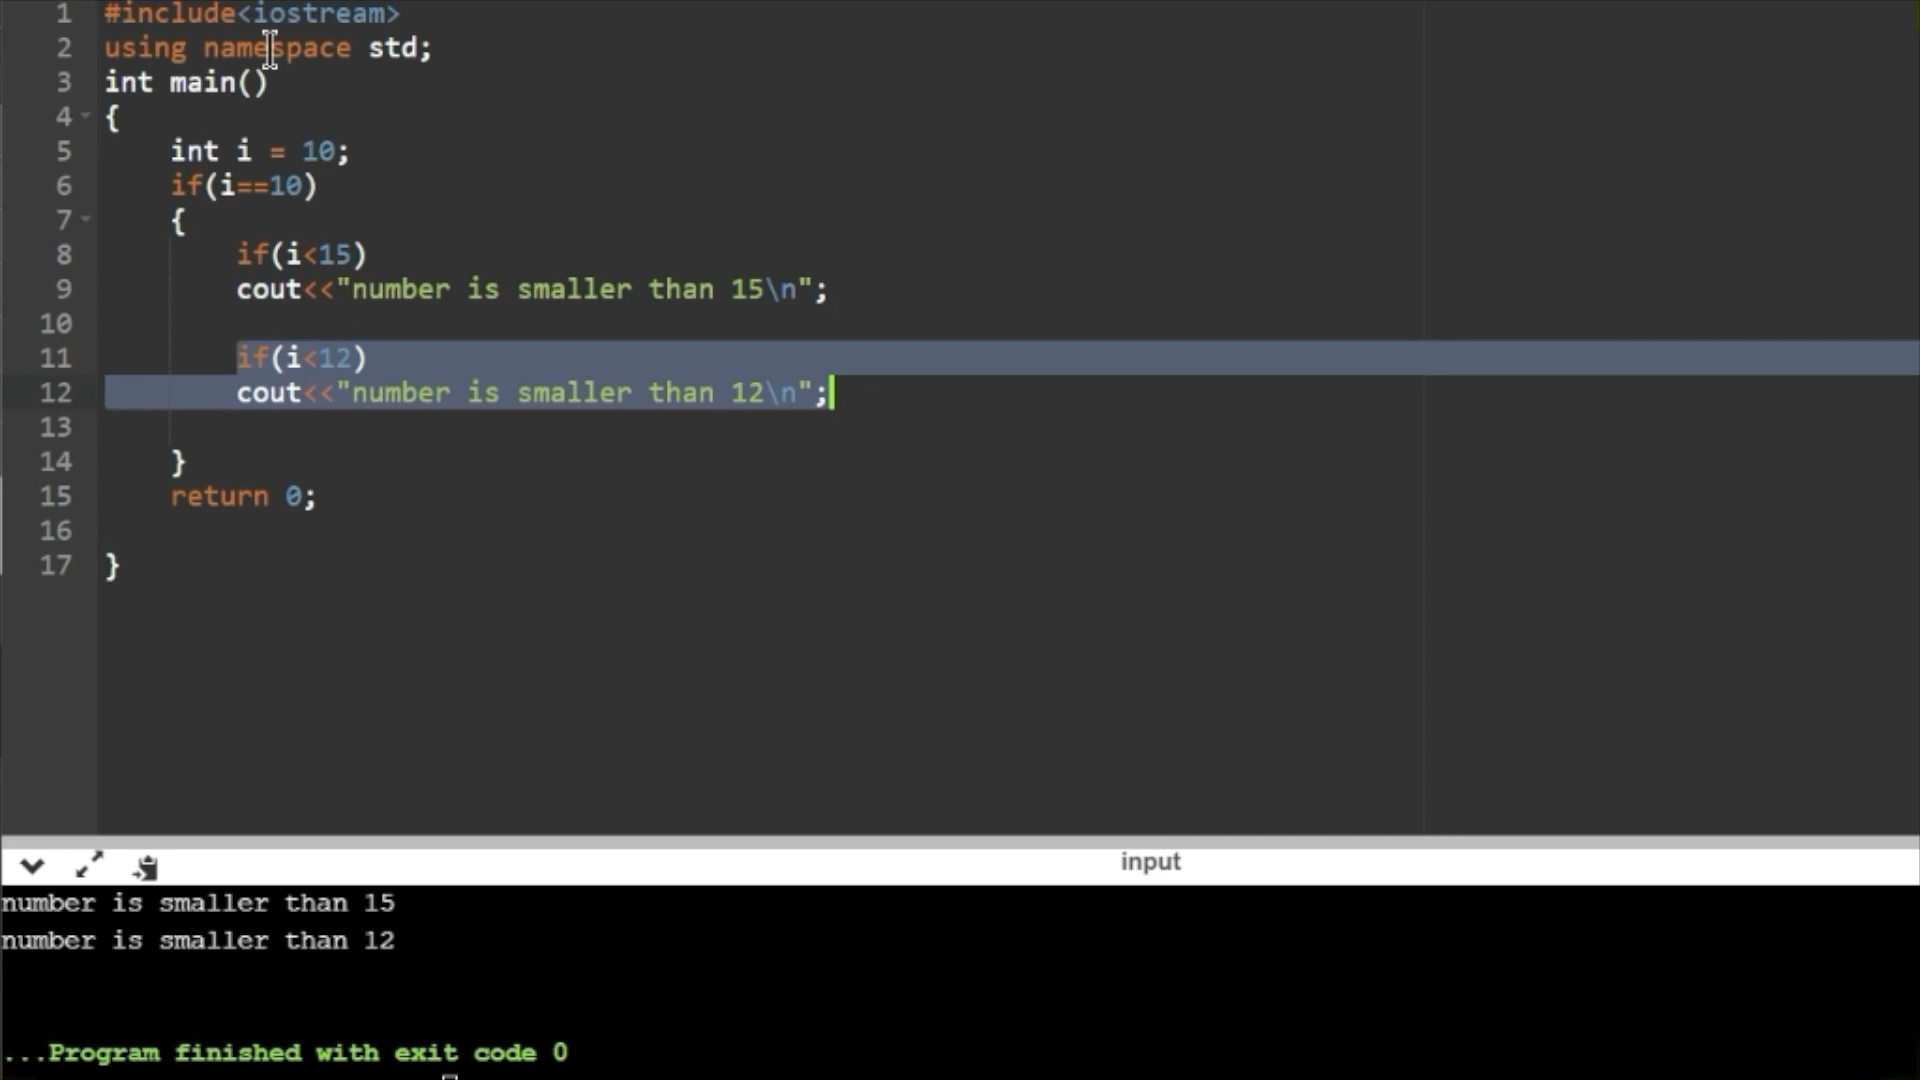 1 #include<iostream>
2 using namespace std;
3 int main()
4 {
5 int i = 10;
6 if(i==10)
7 {
8 if(i<15)
9 cout<<"number is smaller than 15\n";
10
11 if(i<12)
12 cout<<"number is smaller than 12\n";
13
14 }
15 return 0;
16
17 }
input
number is smaller than 15
number is smaller than 12
...Program finished with exit code 0